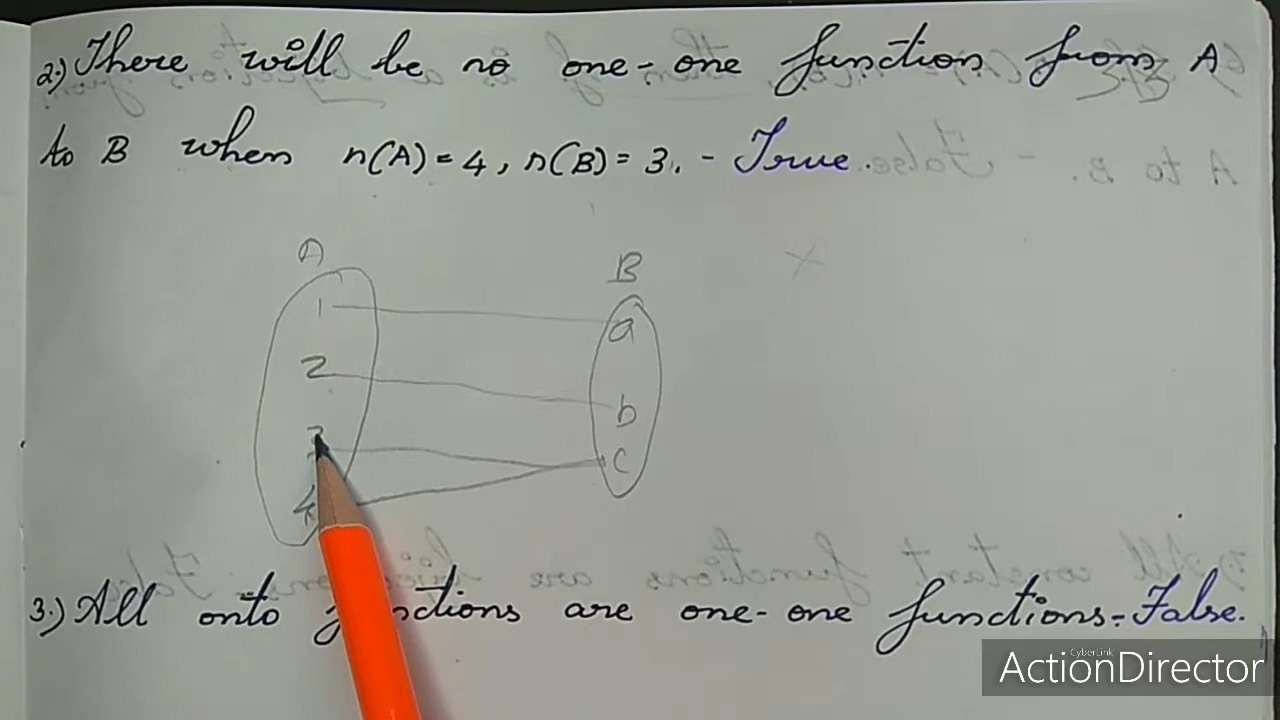 2.) There will be no one-one function from A
to B when n(A) = 4, n(B) = 3. - True.
A B
1 a
2 b
3 c
4
3.) All onto functions are one-one functions - False.
CyberLink
ActionDirector